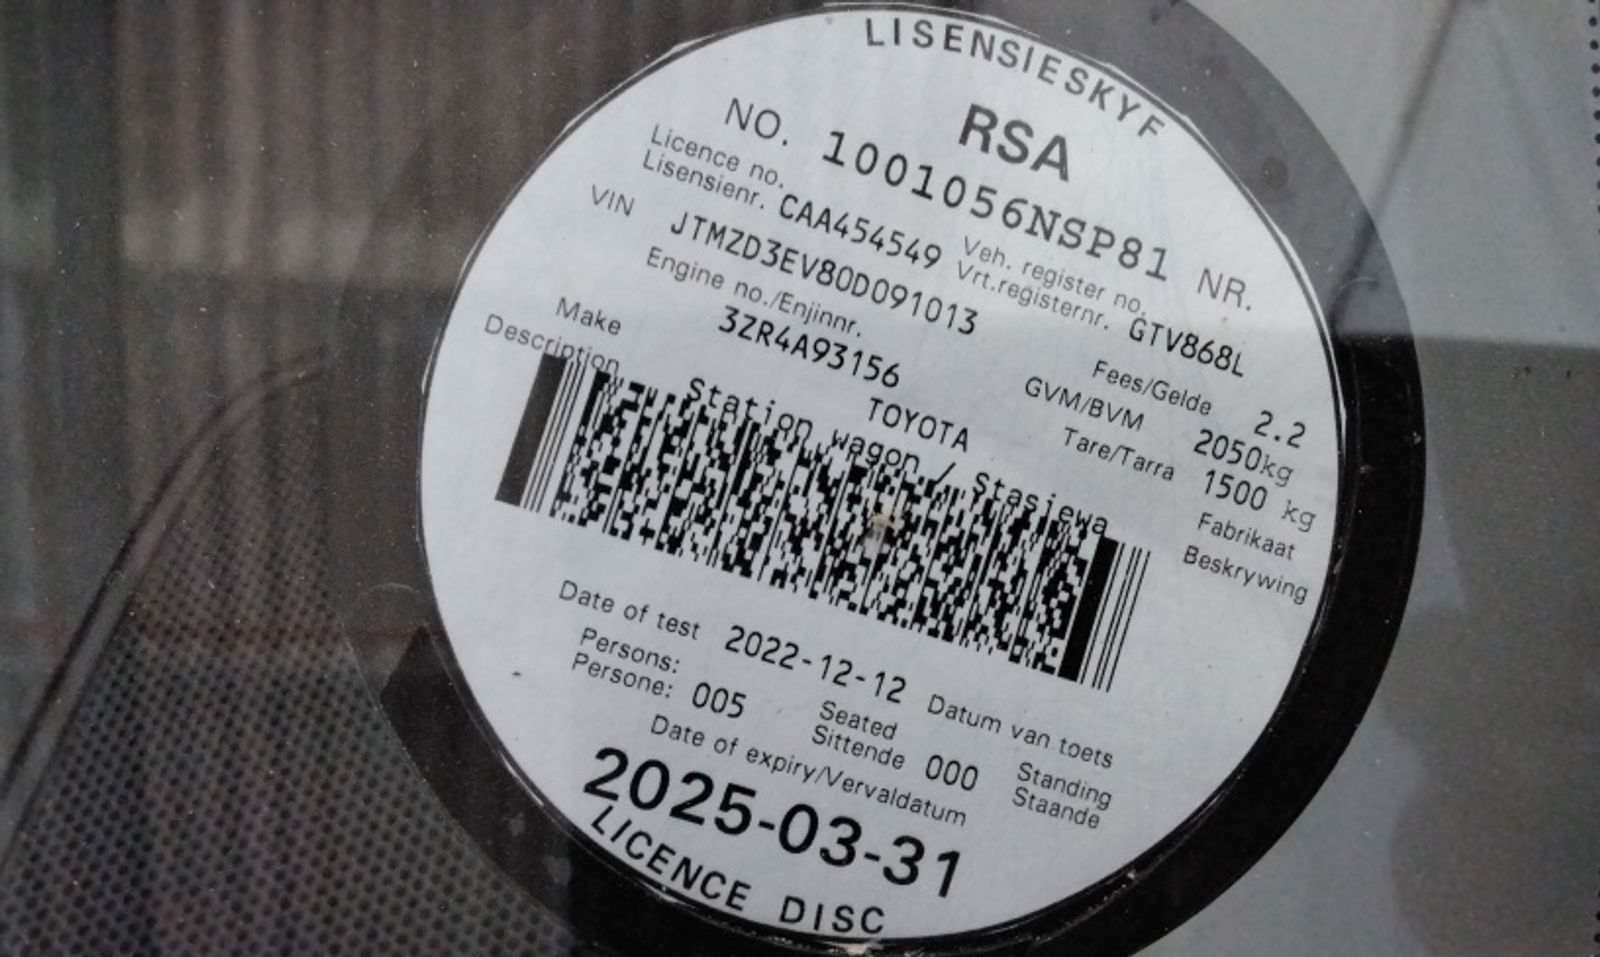 LISENSIESKYF
RSA
NO. 1001056NSP81 NR.
Licence no.
Lisensienr. CAA454549
Veh. register no.
Vrt.registernr. GTV868L
VIN JTMZD3EV80D091013
Engine no./Enjinnr.
3ZR4A93156
Fees/Gelde 2.2
GVM/BVM 2050kg
Tare/Tarra 1500 kg
Make TOYOTA Fabrikaat
Description Station wagon / Stasiewa Beskrywing
Date of test 2022-12-12 Datum van toets
Persons:
Persone: 005
Seated
Sittende 000
Standing
Staande
Date of expiry/Vervaldatum
2025-03-31
LICENCE DISC